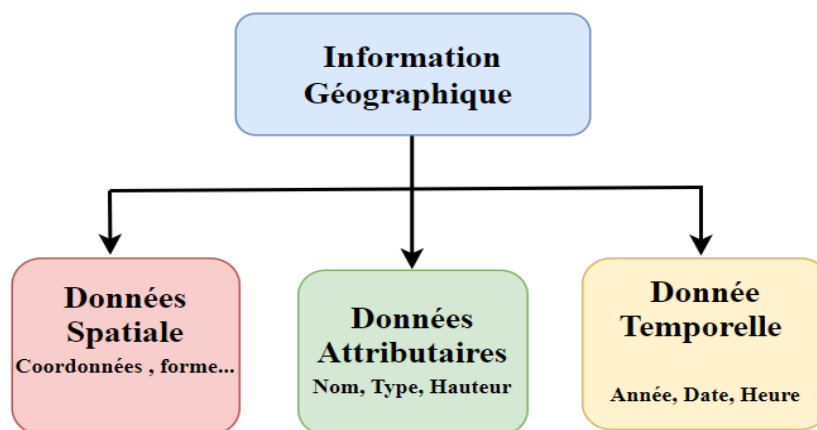 Information
Géographique
Données
Spatiale
Coordonnées , forme...
Données
Attributaires
Nom, Type, Hauteur
Donnée
Temporelle
Année, Date, Heure